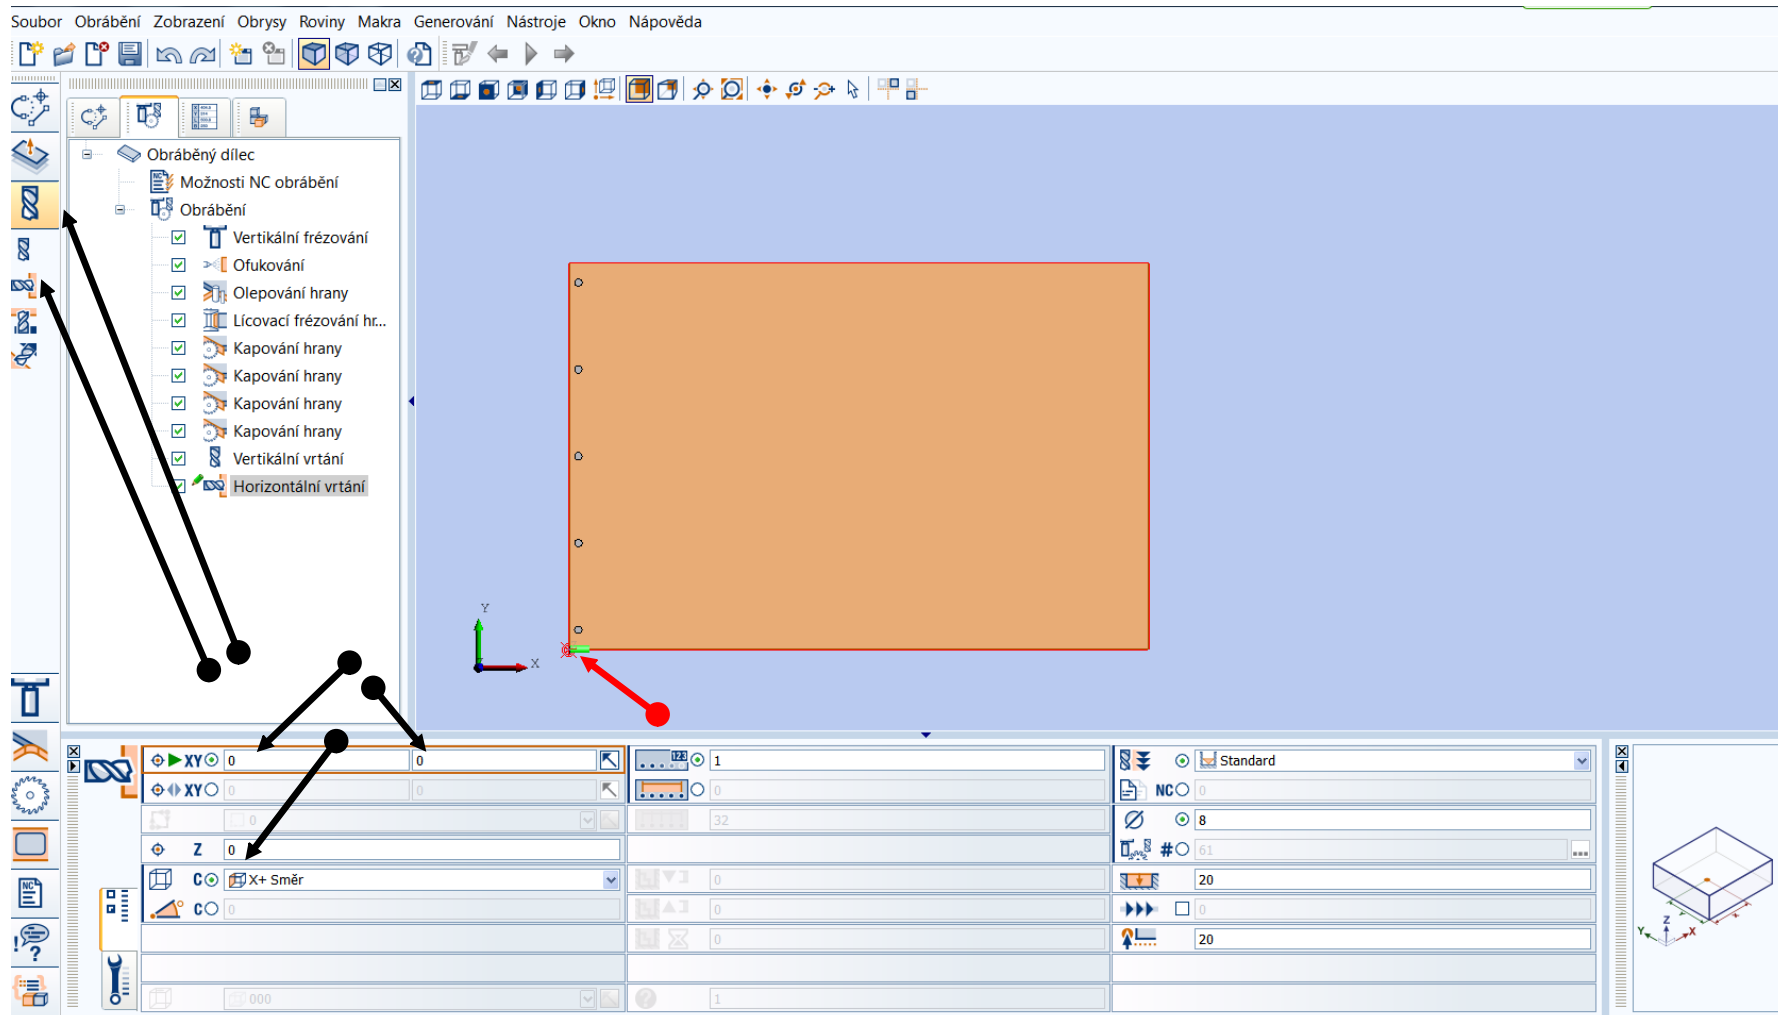 Soubor Obrábění Zobrazení Obrysy Roviny Makra Generování Nástroje Okno Nápověda
Obráběný dílec
Možnosti NC obrábění
Obrábění
Vertikální frézování
Ofukování
Olepování hrany
Lícovací frézování hr...
Kapování hrany
Kapování hrany
Kapování hrany
Kapování hrany
Vertikální vrtání
Horizontální vrtání
Y
X
XY 0 0
XY 0 0
0
Z 0
C X+ Směr
C 0
000
123 1
0
32
0
0
0
1
Standard
NC 0
8
# 61
20
0
20
Z
Y X
NC